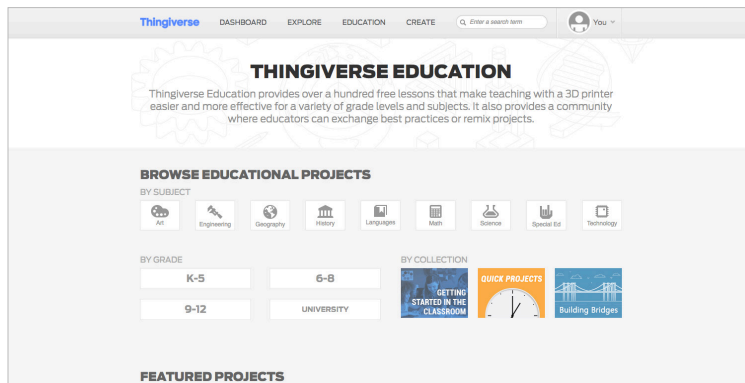 Thingiverse DASHBOARD EXPLORE EDUCATION CREATE Enter a search term You
THINGIVERSE EDUCATION
Thingiverse Education provides over a hundred free lessons that make teaching with a 3D printer
easier and more effective for a variety of grade levels and subjects. It also provides a community
where educators can exchange best practices or remix projects.
BROWSE EDUCATIONAL PROJECTS
BY SUBJECT
Art Engineering Geography History Languages Math Science Special Ed Technology
BY GRADE
K-5 6-8
9-12 UNIVERSITY
BY COLLECTION
GETTING
STARTED IN THE
CLASSROOM
QUICK PROJECTS
Building Bridges
FEATURED PROJECTS